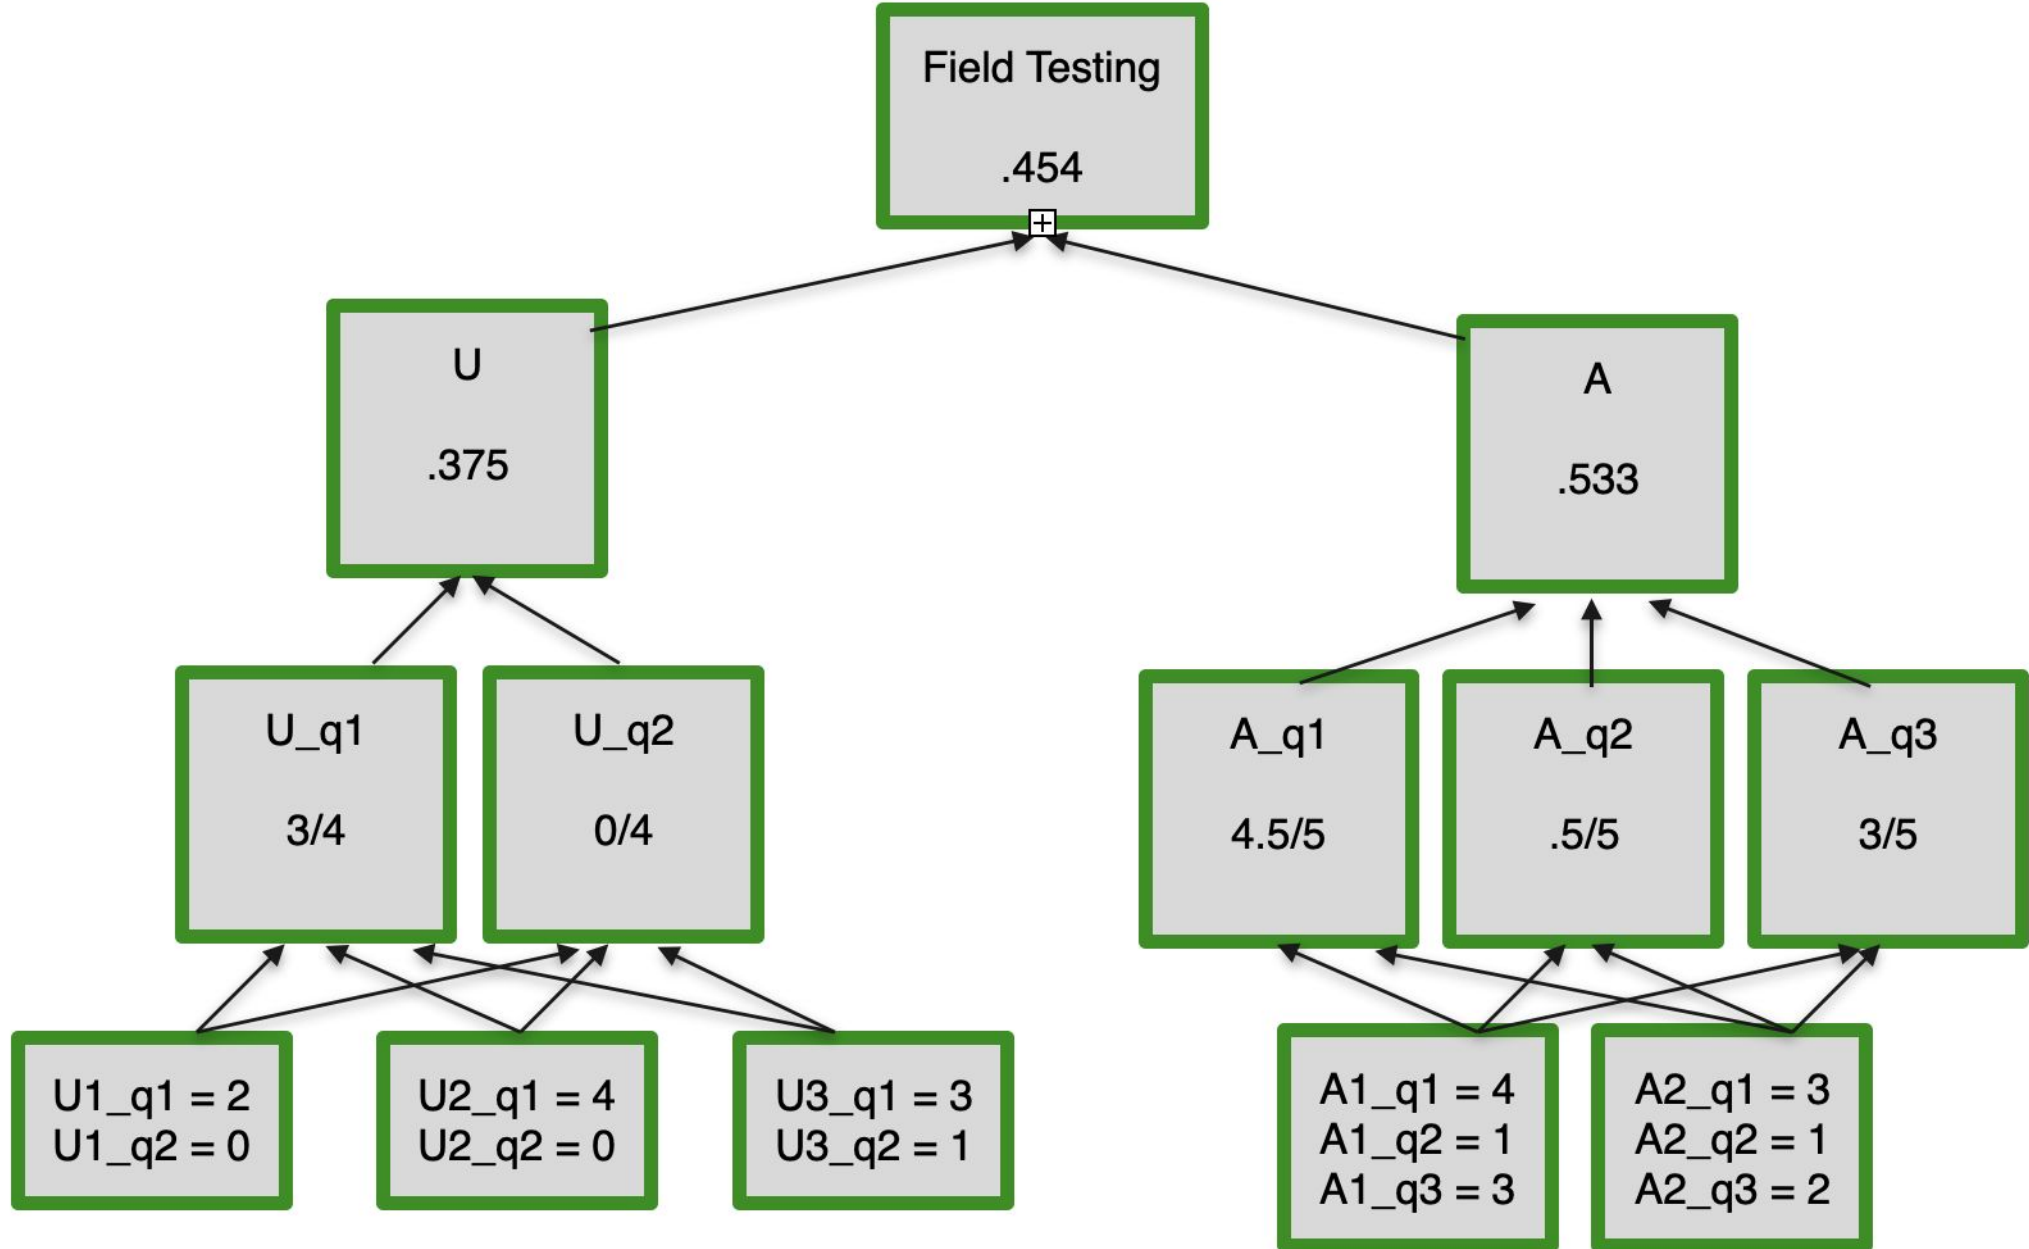 Field Testing
.454
U
.375
A
.533
U_q1
3/4
U_q2
0/4
A_q1
4.5/5
A_q2
.5/5
A_q3
3/5
U1_q1 = 2
U1_q2 = 0
U2_q1 = 4
U2_q2 = 0
U3_q1 = 3
U3_q2 = 1
A1_q1 = 4
A1_q2 = 1
A1_q3 = 3
A2_q1 = 3
A2_q2 = 1
A2_q3 = 2